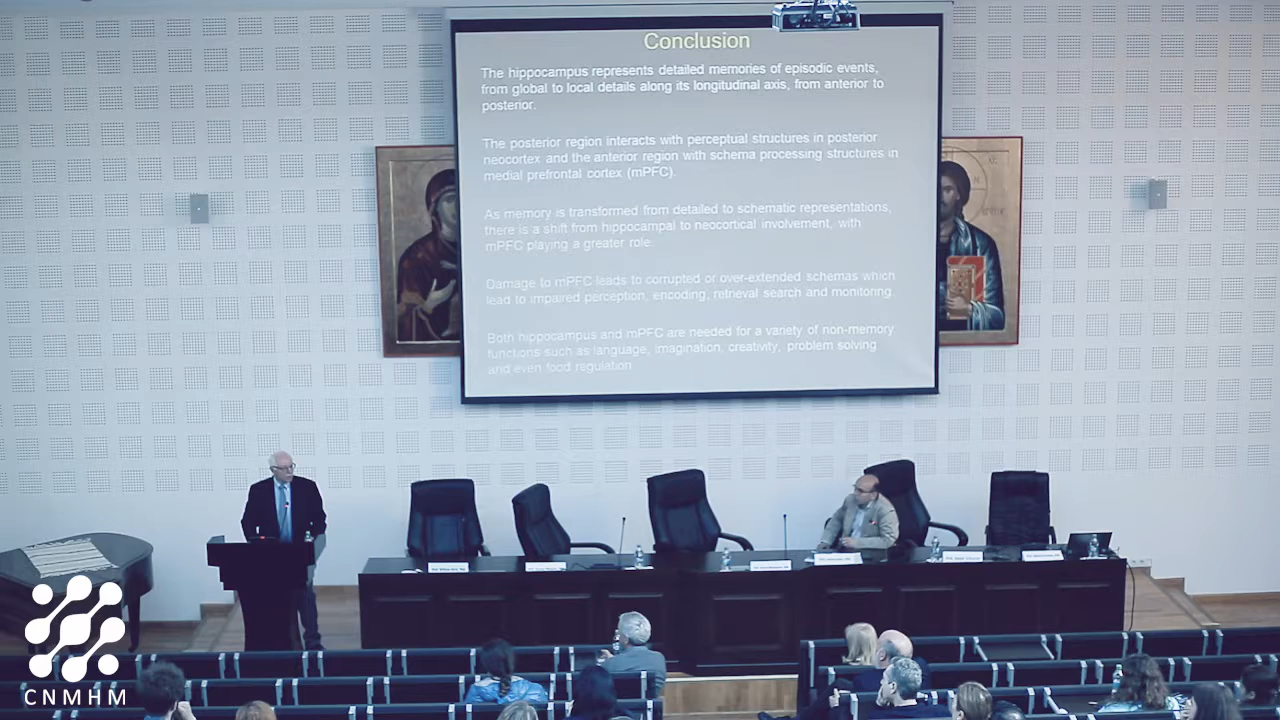 Conclusion
The hippocampus represents detailed memories of episodic events,
from global to local details along its longitudinal axis, from anterior to
posterior.
The posterior region interacts with perceptual structures in posterior
neocortex and the anterior region with schema processing structures in
medial prefrontal cortex (mPFC).
As memory is transformed from detailed to schematic representations,
there is a shift from hippocampal to neocortical involvement, with
mPFC playing a greater role.
Damage to mPFC leads to corrupted or over-extended schemas which
lead to impaired perception, encoding, retrieval search and monitoring.
Both hippocampus and mPFC are needed for a variety of non-memory
functions such as language, imagination, creativity, problem solving
and even food regulation
CNMHM